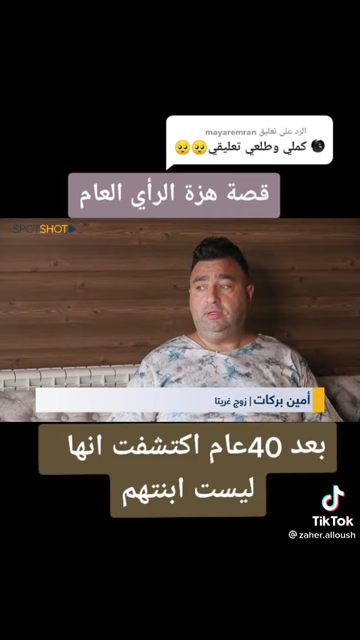 الرد على تعليق mayaremran
كملي وطلعي تعليقي🥺🥺
قصة هزة الرأي العام
SPOTSHOT
أمين بركات | زوج غريتا
بعد 40عام اكتشفت انها
ليست ابنتهم
TikTok
@zaher.alloush